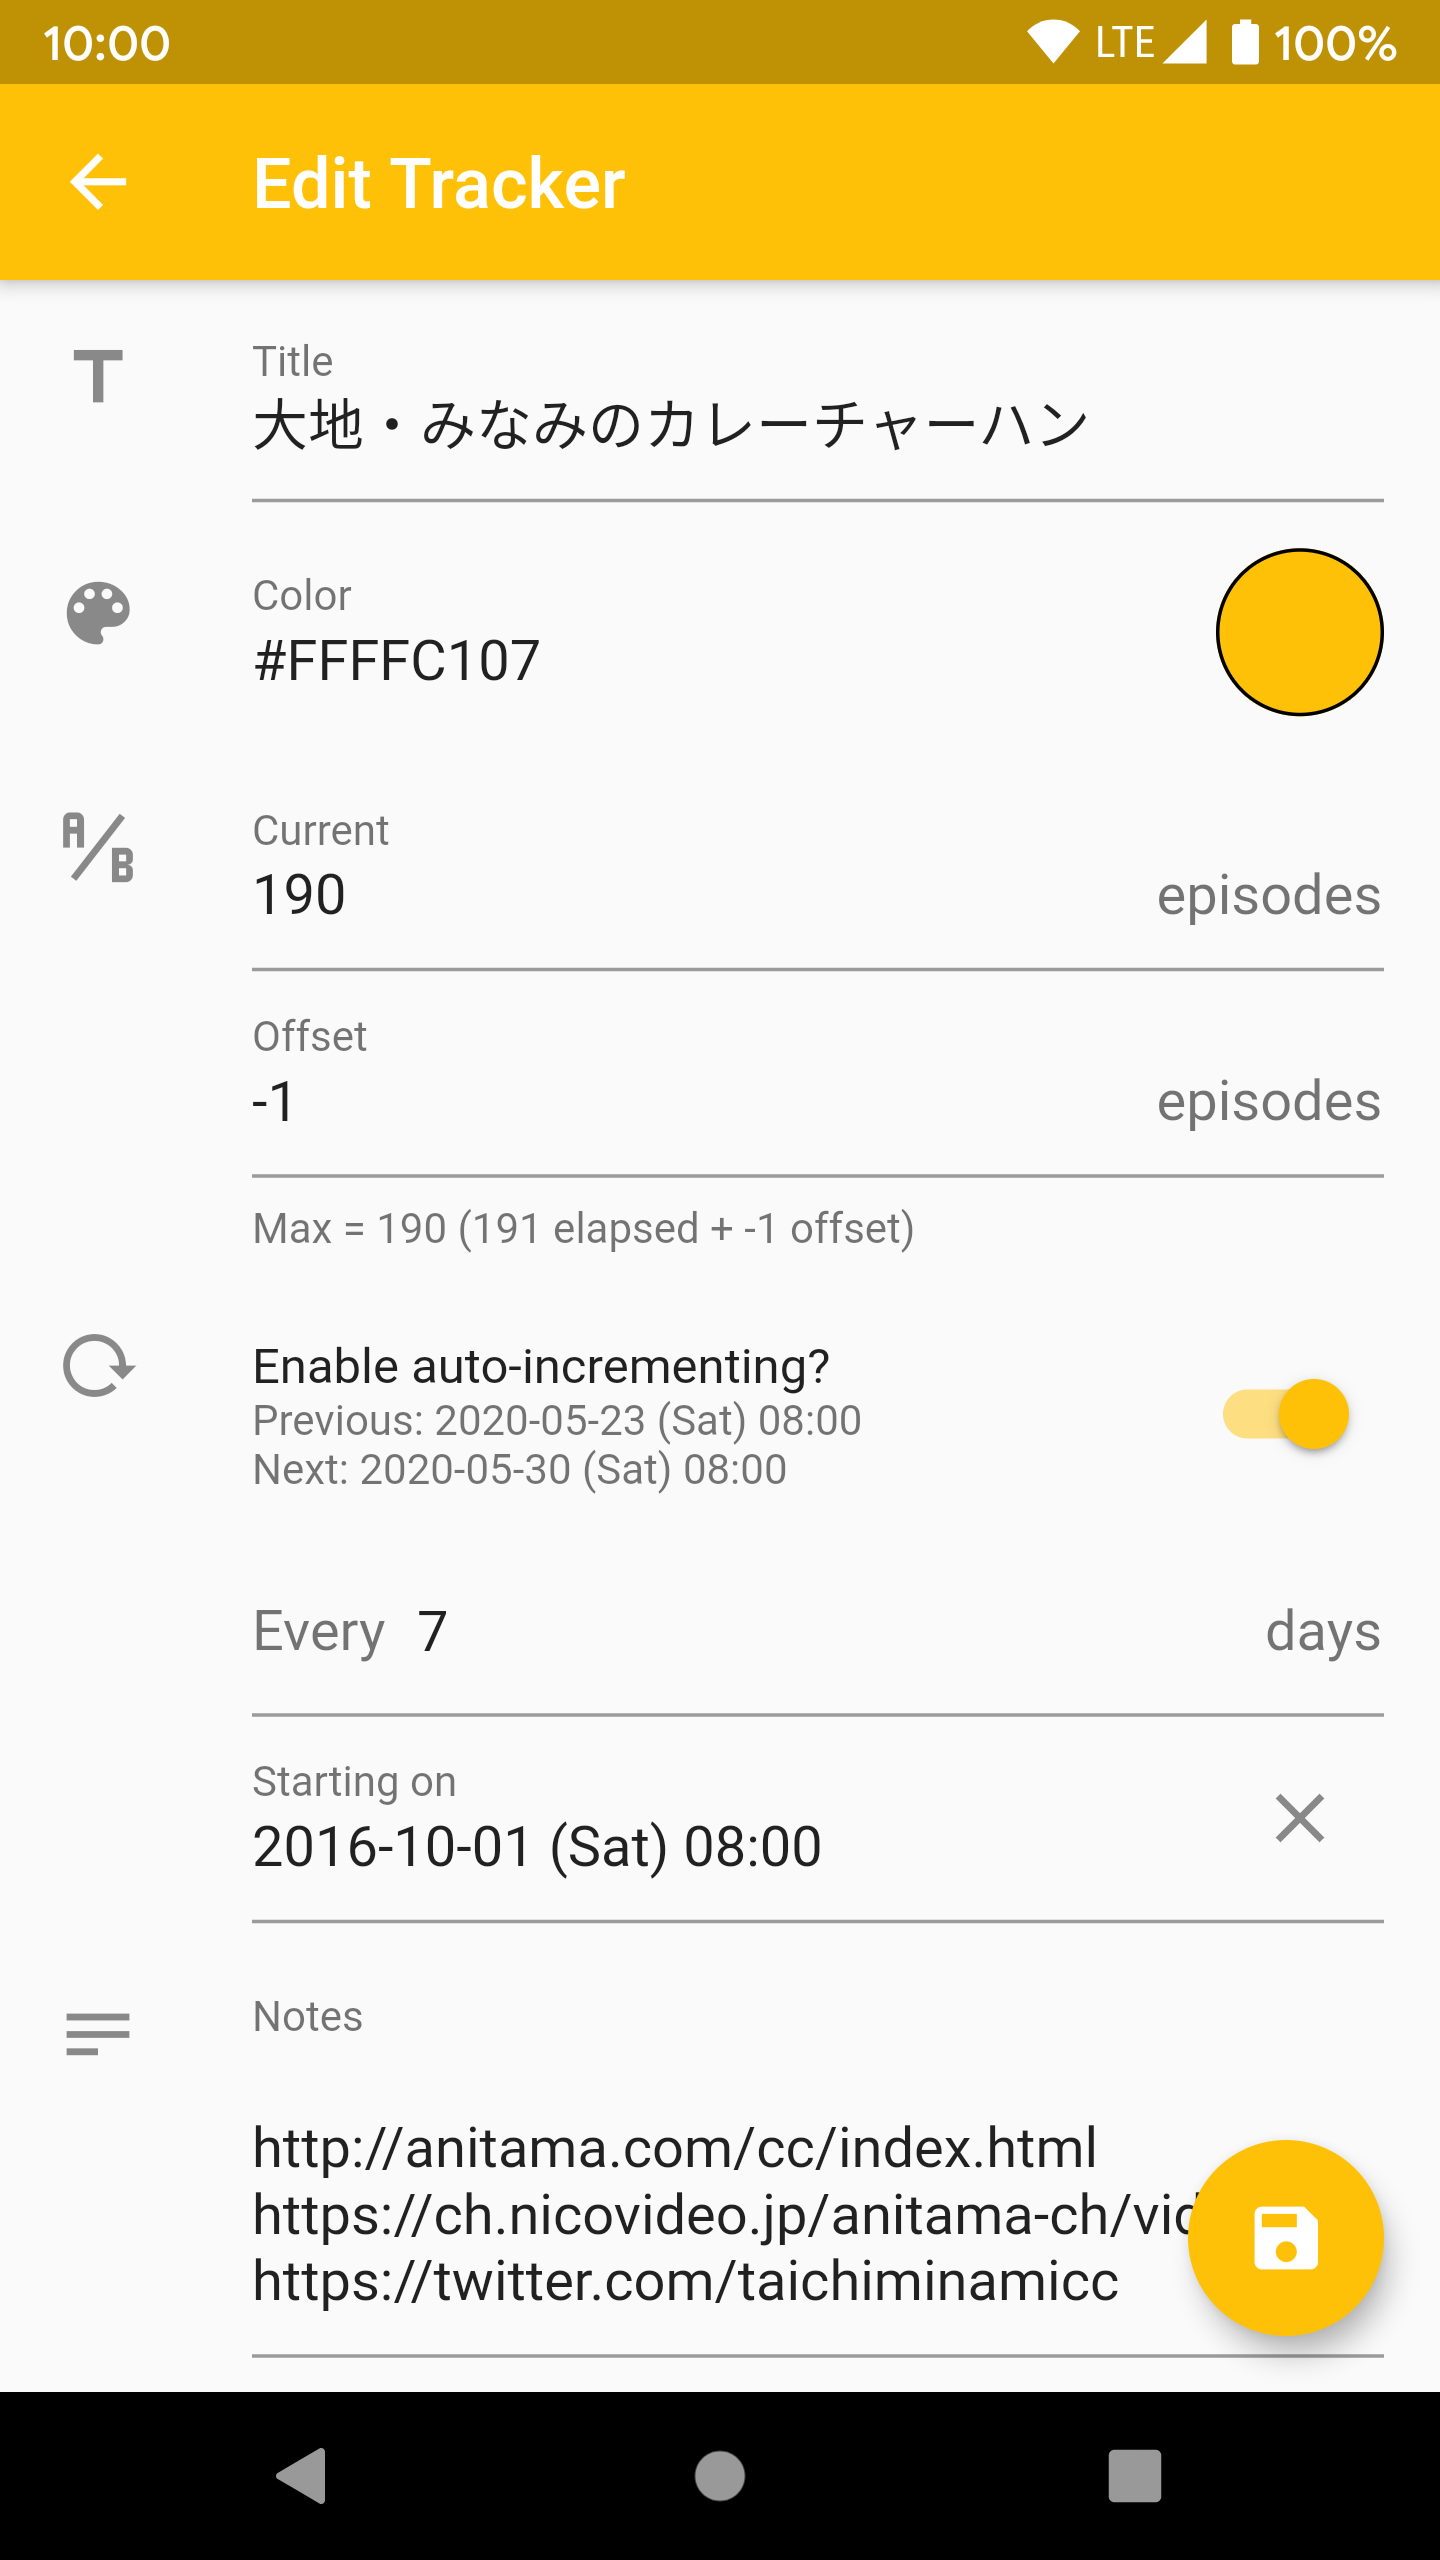 10:00 LTE 100%
Edit Tracker
Title
大地・みなみのカレーチャーハン
Color
#FFFFC107
A/B
Current
190 episodes
Offset
-1 episodes
Max = 190 (191 elapsed + -1 offset)
Enable auto-incrementing?
Previous: 2020-05-23 (Sat) 08:00
Next: 2020-05-30 (Sat) 08:00
Every 7 days
Starting on
2016-10-01 (Sat) 08:00
Notes
http://anitama.com/cc/index.html
https://ch.nicovideo.jp/anitama-ch/vi
https://twitter.com/taichiminamicc